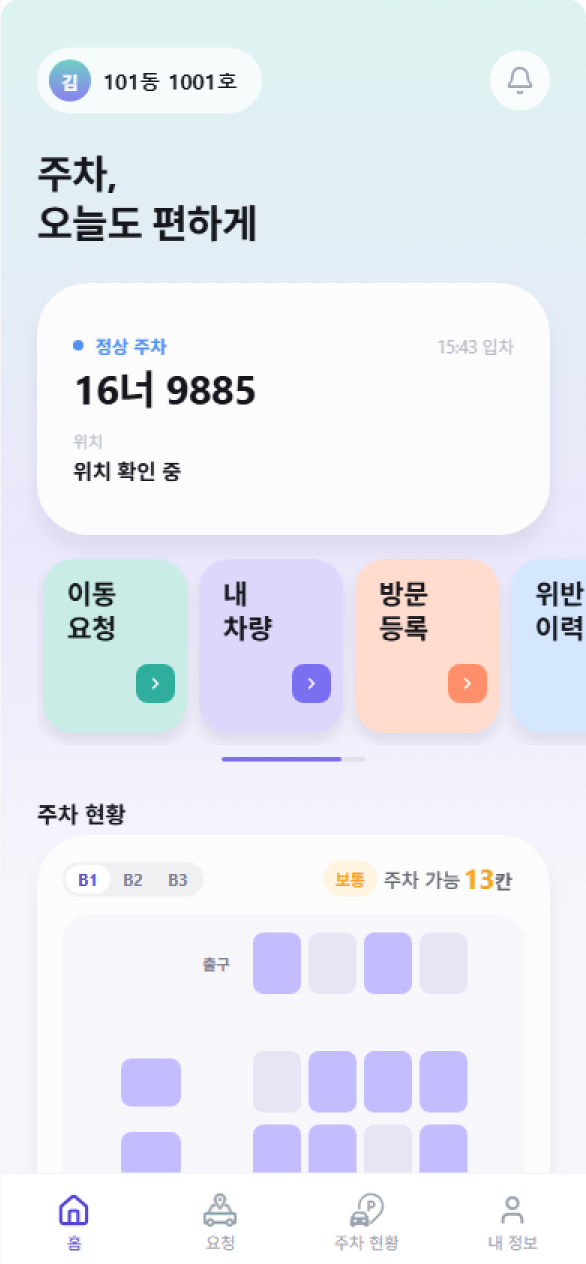 김 101동 1001호
주차,
오늘도 편하게
정상 주차 15:43 입차
16너 9885
위치
위치 확인 중
이동
요청
내
차량
방문
등록
위반
이력
주차 현황
B1 B2 B3 보통 주차 가능 13칸
출구
P
홈 요청 주차 현황 내 정보